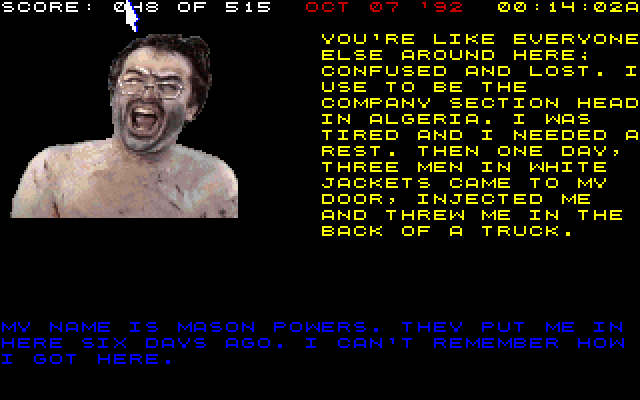 SCORE: 048 OF 515 OCT 07 '92 00:14:02A
YOU'RE LIKE EVERYONE
ELSE AROUND HERE;
CONFUSED AND LOST. I
USE TO BE THE
COMPANY SECTION HEAD
IN ALGERIA. I WAS
TIRED AND I NEEDED A
REST. THEN ONE DAY,
THREE MEN IN WHITE
JACKETS CAME TO MY
DOOR, INJECTED ME
AND THREW ME IN THE
BACK OF A TRUCK.
MY NAME IS MASON POWERS. THEY PUT ME IN
HERE SIX DAYS AGO. I CAN'T REMEMBER HOW
I GOT HERE.